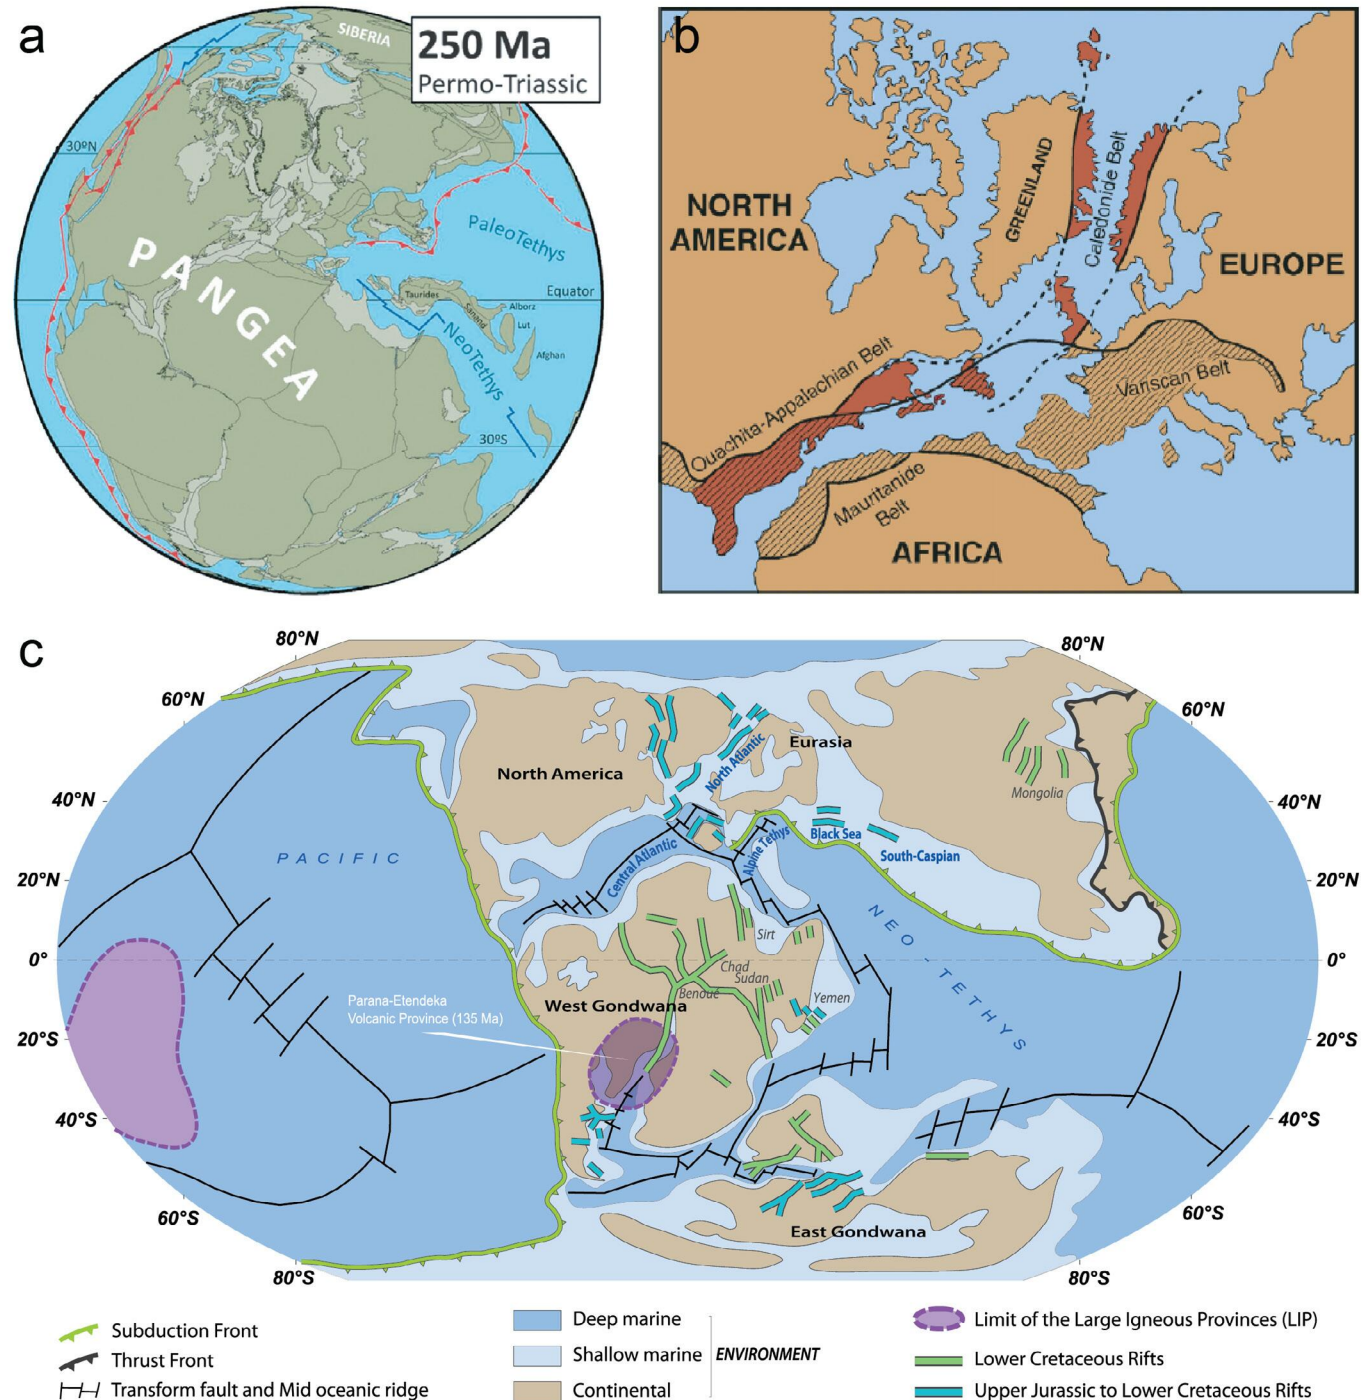 a
SIBERIA
250 Ma
Permo-Triassic
T
30ºN
PANGEA
PaleoTethys
Equator
Taurides
Sanand
Alborz
Lut
Afghan
NeoTethys
30ºS
b
NORTH
AMERICA
GREENLAND
Caledonide Belt
EUROPE
Ouachita-Appalachian Belt
Variscan Belt
Mauritanide
Belt
AFRICA
c
80°N
80°N
60°N
60°N
40°N
40°N
20°N
20°N
0°
0°
20°S
20°S
40°S
40°S
60°S
60°S
80°S
80°S
North America
North Atlantic
Eurasia
Mongolia
PACIFIC
Central Atlantic
Alpine Tethys
Black Sea
South-Caspian
NEO-TETHYS
Sirt
Chad
Sudan
Benoué
Yemen
West Gondwana
Parana-Etendeka
Volcanic Province (135 Ma)
East Gondwana
Subduction Front
Thrust Front
Transform fault and Mid oceanic ridge
Deep marine
Shallow marine
Continental
ENVIRONMENT
Limit of the Large Igneous Provinces (LIP)
Lower Cretaceous Rifts
Upper Jurassic to Lower Cretaceous Rifts